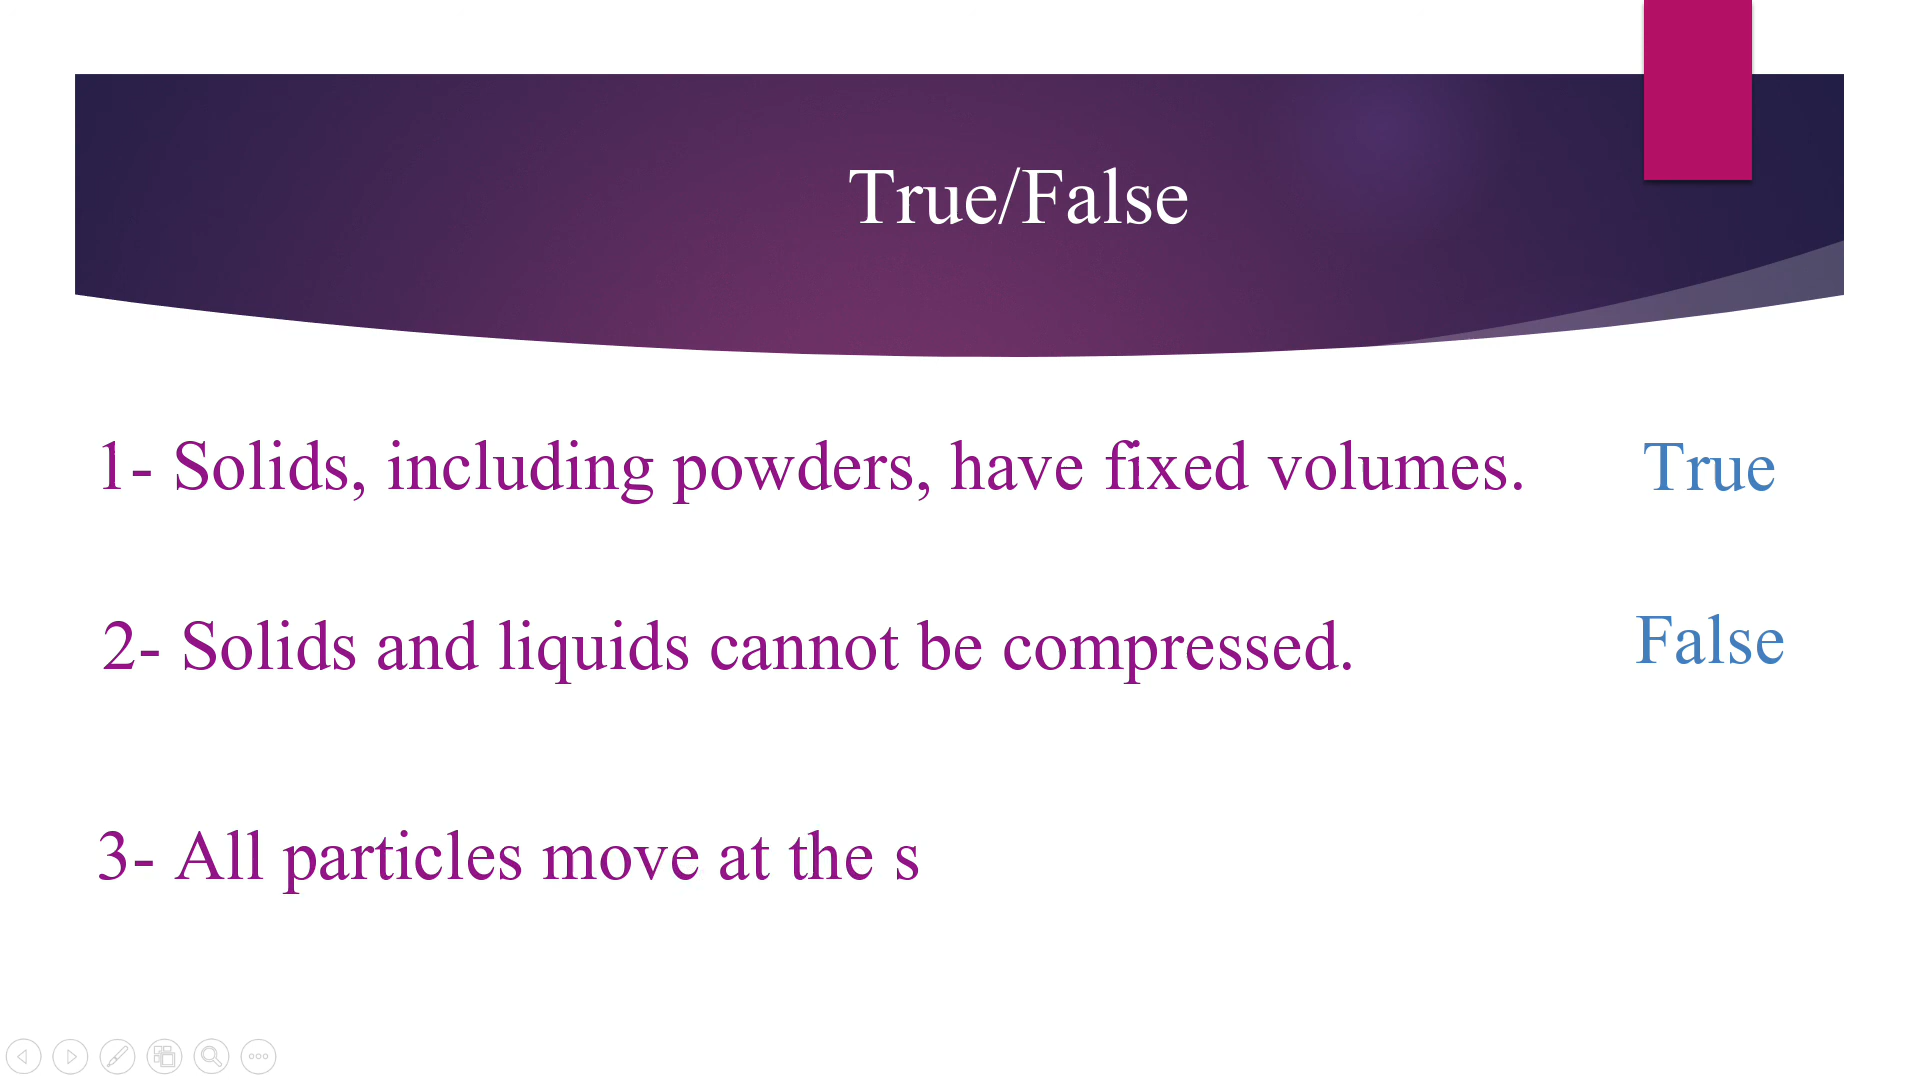 True/False
1- Solids, including powders, have fixed volumes. True
2- Solids and liquids cannot be compressed. False
3- All particles move at the s